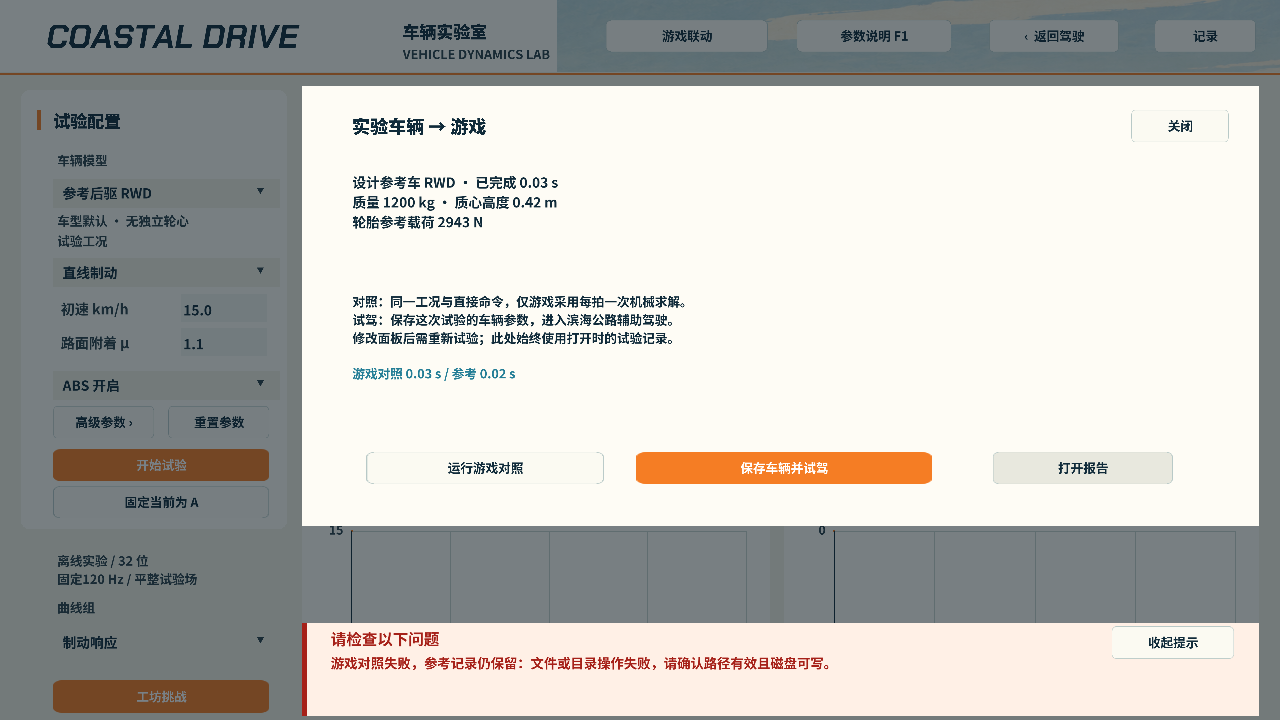 COASTAL DRIVE
车辆实验室
VEHICLE DYNAMICS LAB
游戏联动
参数说明 F1
‹ 返回驾驶
记录
试验配置
车辆模型
参考后驱 RWD
车型默认 · 无独立轮心
试验工况
直线制动
初速 km/h 15.0
路面附着 μ 1.1
ABS 开启
高级参数 ›
重置参数
开始试验
固定当前为 A
离线实验 / 32 位
固定120 Hz / 平整试验场
曲线组
制动响应
工坊挑战
实验车辆 → 游戏
关闭
设计参考车 RWD · 已完成 0.03 s
质量 1200 kg · 质心高度 0.42 m
轮胎参考载荷 2943 N
对照：同一工况与直接命令，仅游戏采用每拍一次机械求解。
试驾：保存这次试验的车辆参数，进入滨海公路辅助驾驶。
修改面板后需重新试验；此处始终使用打开时的试验记录。
游戏对照 0.03 s / 参考 0.02 s
运行游戏对照
保存车辆并试驾
打开报告
15
0
请检查以下问题
收起提示
游戏对照失败，参考记录仍保留：文件或目录操作失败，请确认路径有效且磁盘可写。